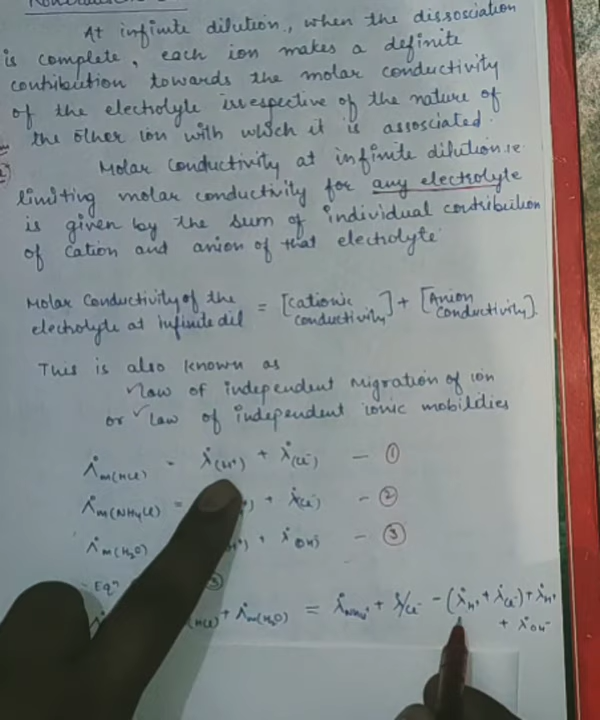 At infinite dilution, when the dissociation
is complete, each ion makes a definite
contribution towards the molar conductivity
of the electrolyte irrespective of the nature of
the other ion with which it is associated.
Molar conductivity at infinite dilution ie
limiting molar conductivity for any electrolyte
is given by the sum of individual contribution
of cation and anion of that electrolyte
Molar Conductivity of the electrolyte at infinite dil = [Cationic conductivity] + [Anion conductivity].
This is also known as
✓law of independent migration of ion
or ✓law of independent ionic mobilities
λ°m(HCl) = λ°(H⁺) + λ°(Cl⁻) — ①
λ°m(NH₄Cl) = + λ°(Cl⁻) — ②
λ°m(H₂O) + λ°OH⁻ — ③
Eqⁿ ③
(HCl) + λ°m(H₂O) = λ°NH₄⁺ + λ°Cl⁻ - (λ°H⁺ + λ°Cl⁻) + λ°H⁺
+ λ°OH⁻